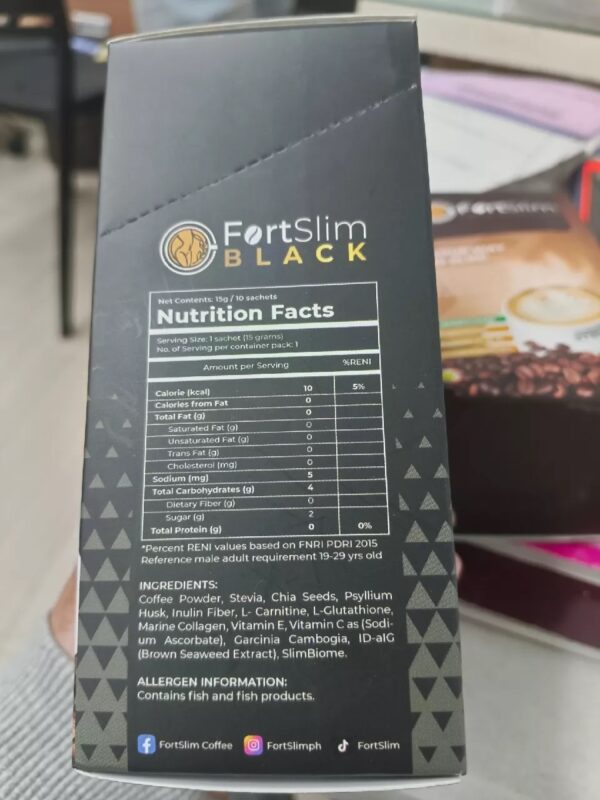 FortSlim
BLACK
Net Contents: 15g / 10 sachets
Nutrition Facts
Serving Size: 1 sachet (15 grams)
No. of Serving per container pack: 1
Amount per Serving %RENI
Calorie (kcal) 10 5%
Calories from Fat 0
Total Fat (g) 0
Saturated Fat (g) 0
Unsaturated Fat (g) 0
Trans Fat (g) 0
Cholesterol (mg) 0
Sodium (mg) 5
Total Carbohydrates (g) 4
Dietary Fiber (g) 0
Sugar (g) 2
Total Protein (g) 0 0%
*Percent RENI values based on FNRI PDRI 2015
Reference male adult requirement 19-29 yrs old
INGREDIENTS:
Coffee Powder, Stevia, Chia Seeds, Psyllium
Husk, Inulin Fiber, L- Carnitine, L-Glutathione,
Marine Collagen, Vitamin E, Vitamin C as (Sodi-
um Ascorbate), Garcinia Cambogia, ID-alG
(Brown Seaweed Extract), SlimBiome.
ALLERGEN INFORMATION:
Contains fish and fish products.
FortSlim Coffee FortSlimph FortSlim
FortSlim